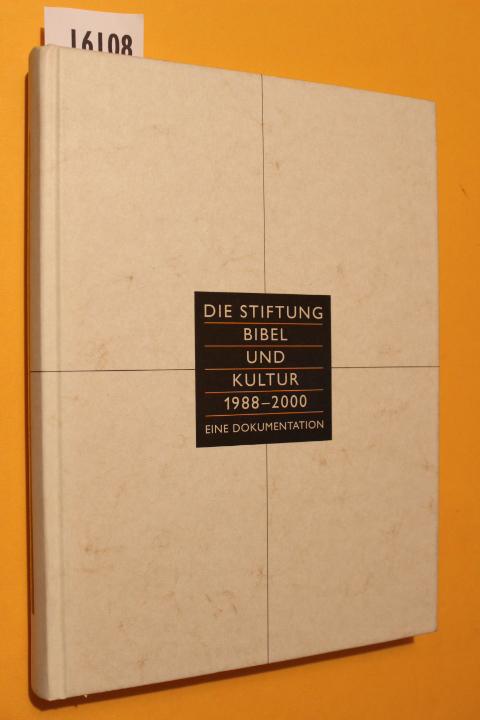 16108
DIE STIFTUNG
BIBEL
UND
KULTUR
1988–2000
EINE DOKUMENTATION